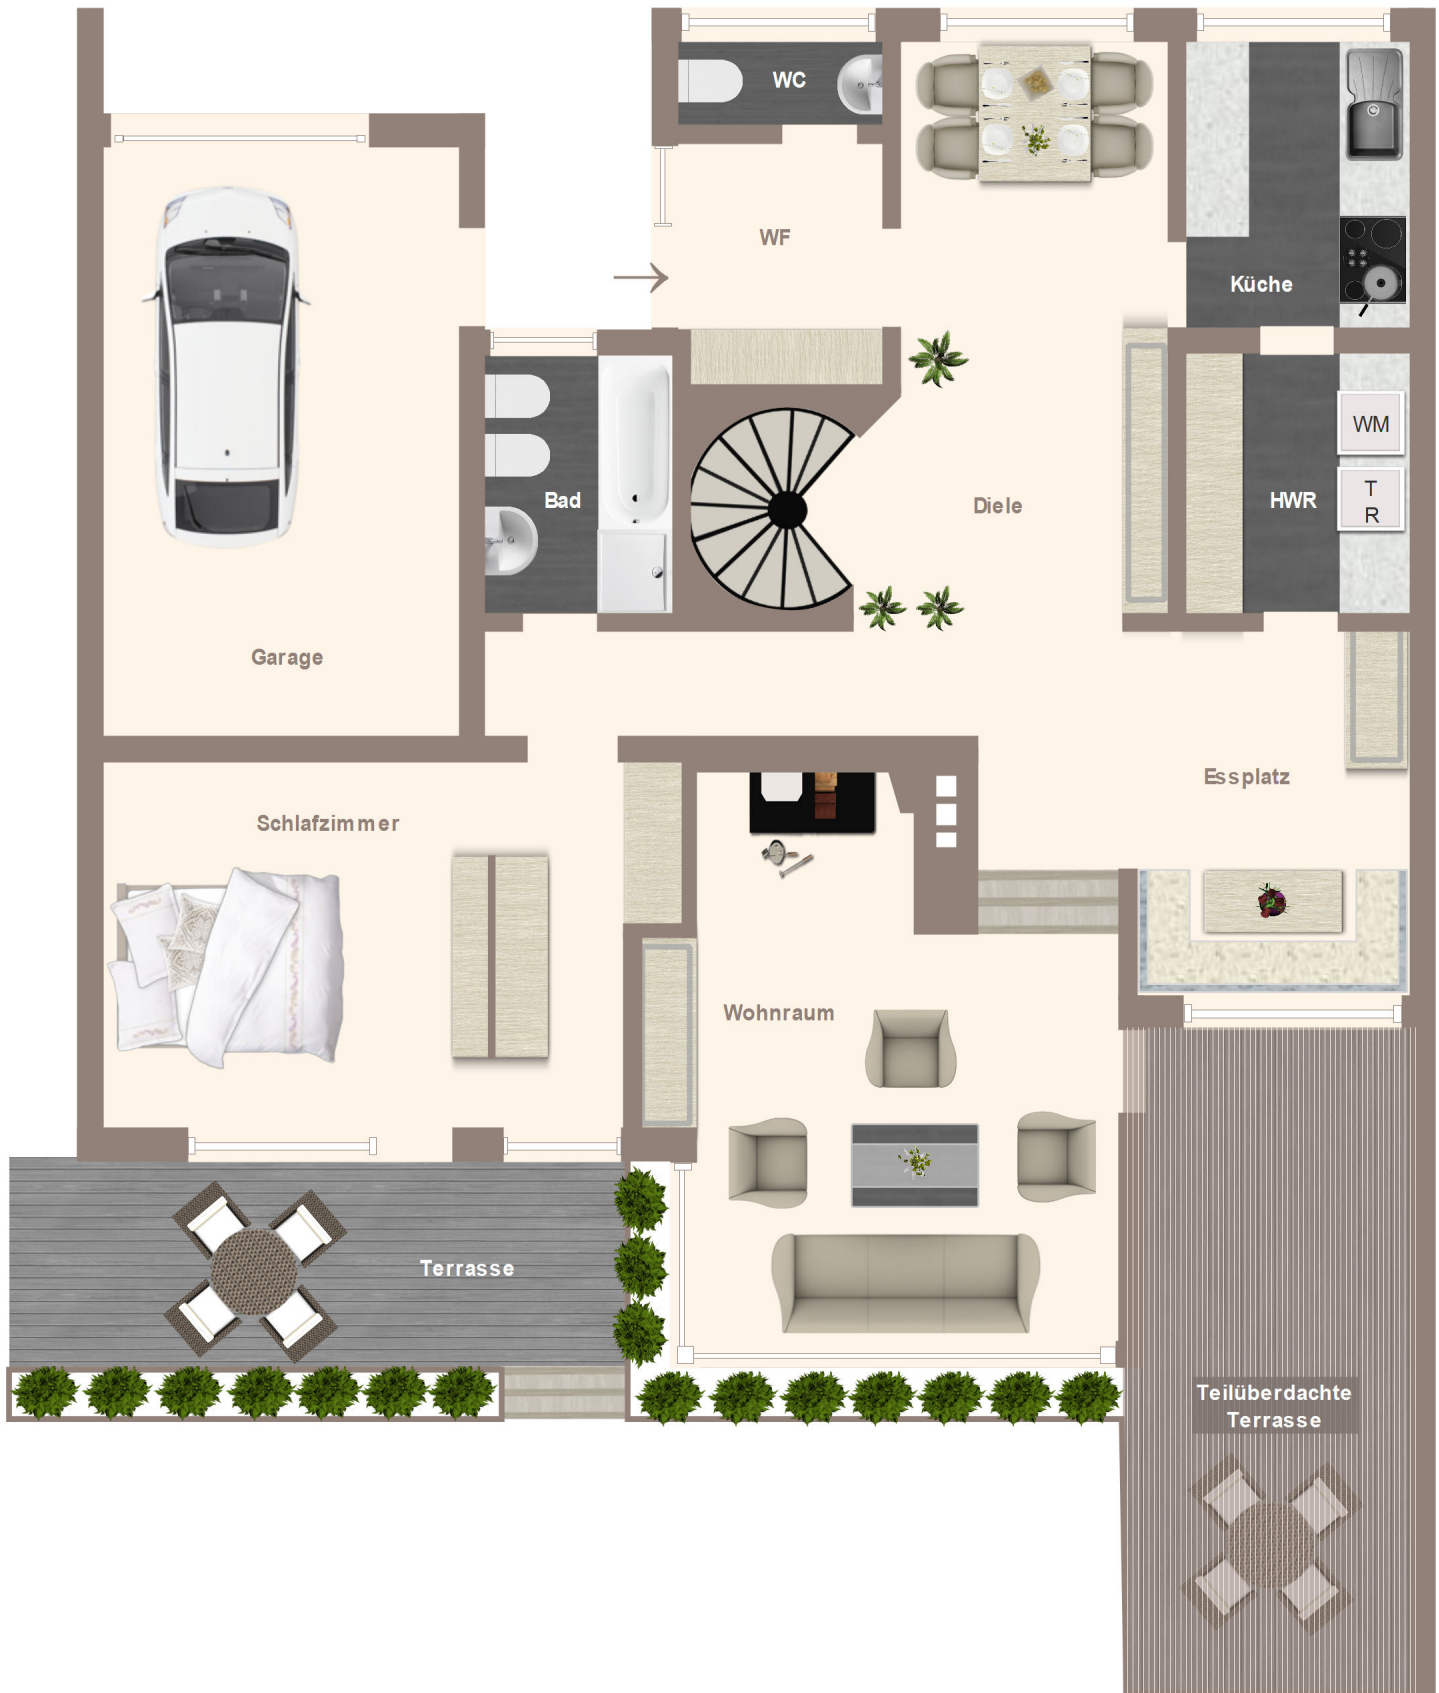 WC
WF
Küche
WM
Bad
HWR
T
R
Diele
Garage
Essplatz
Schlafzimmer
Wohnraum
Terrasse
Teilüberdachte
Terrasse